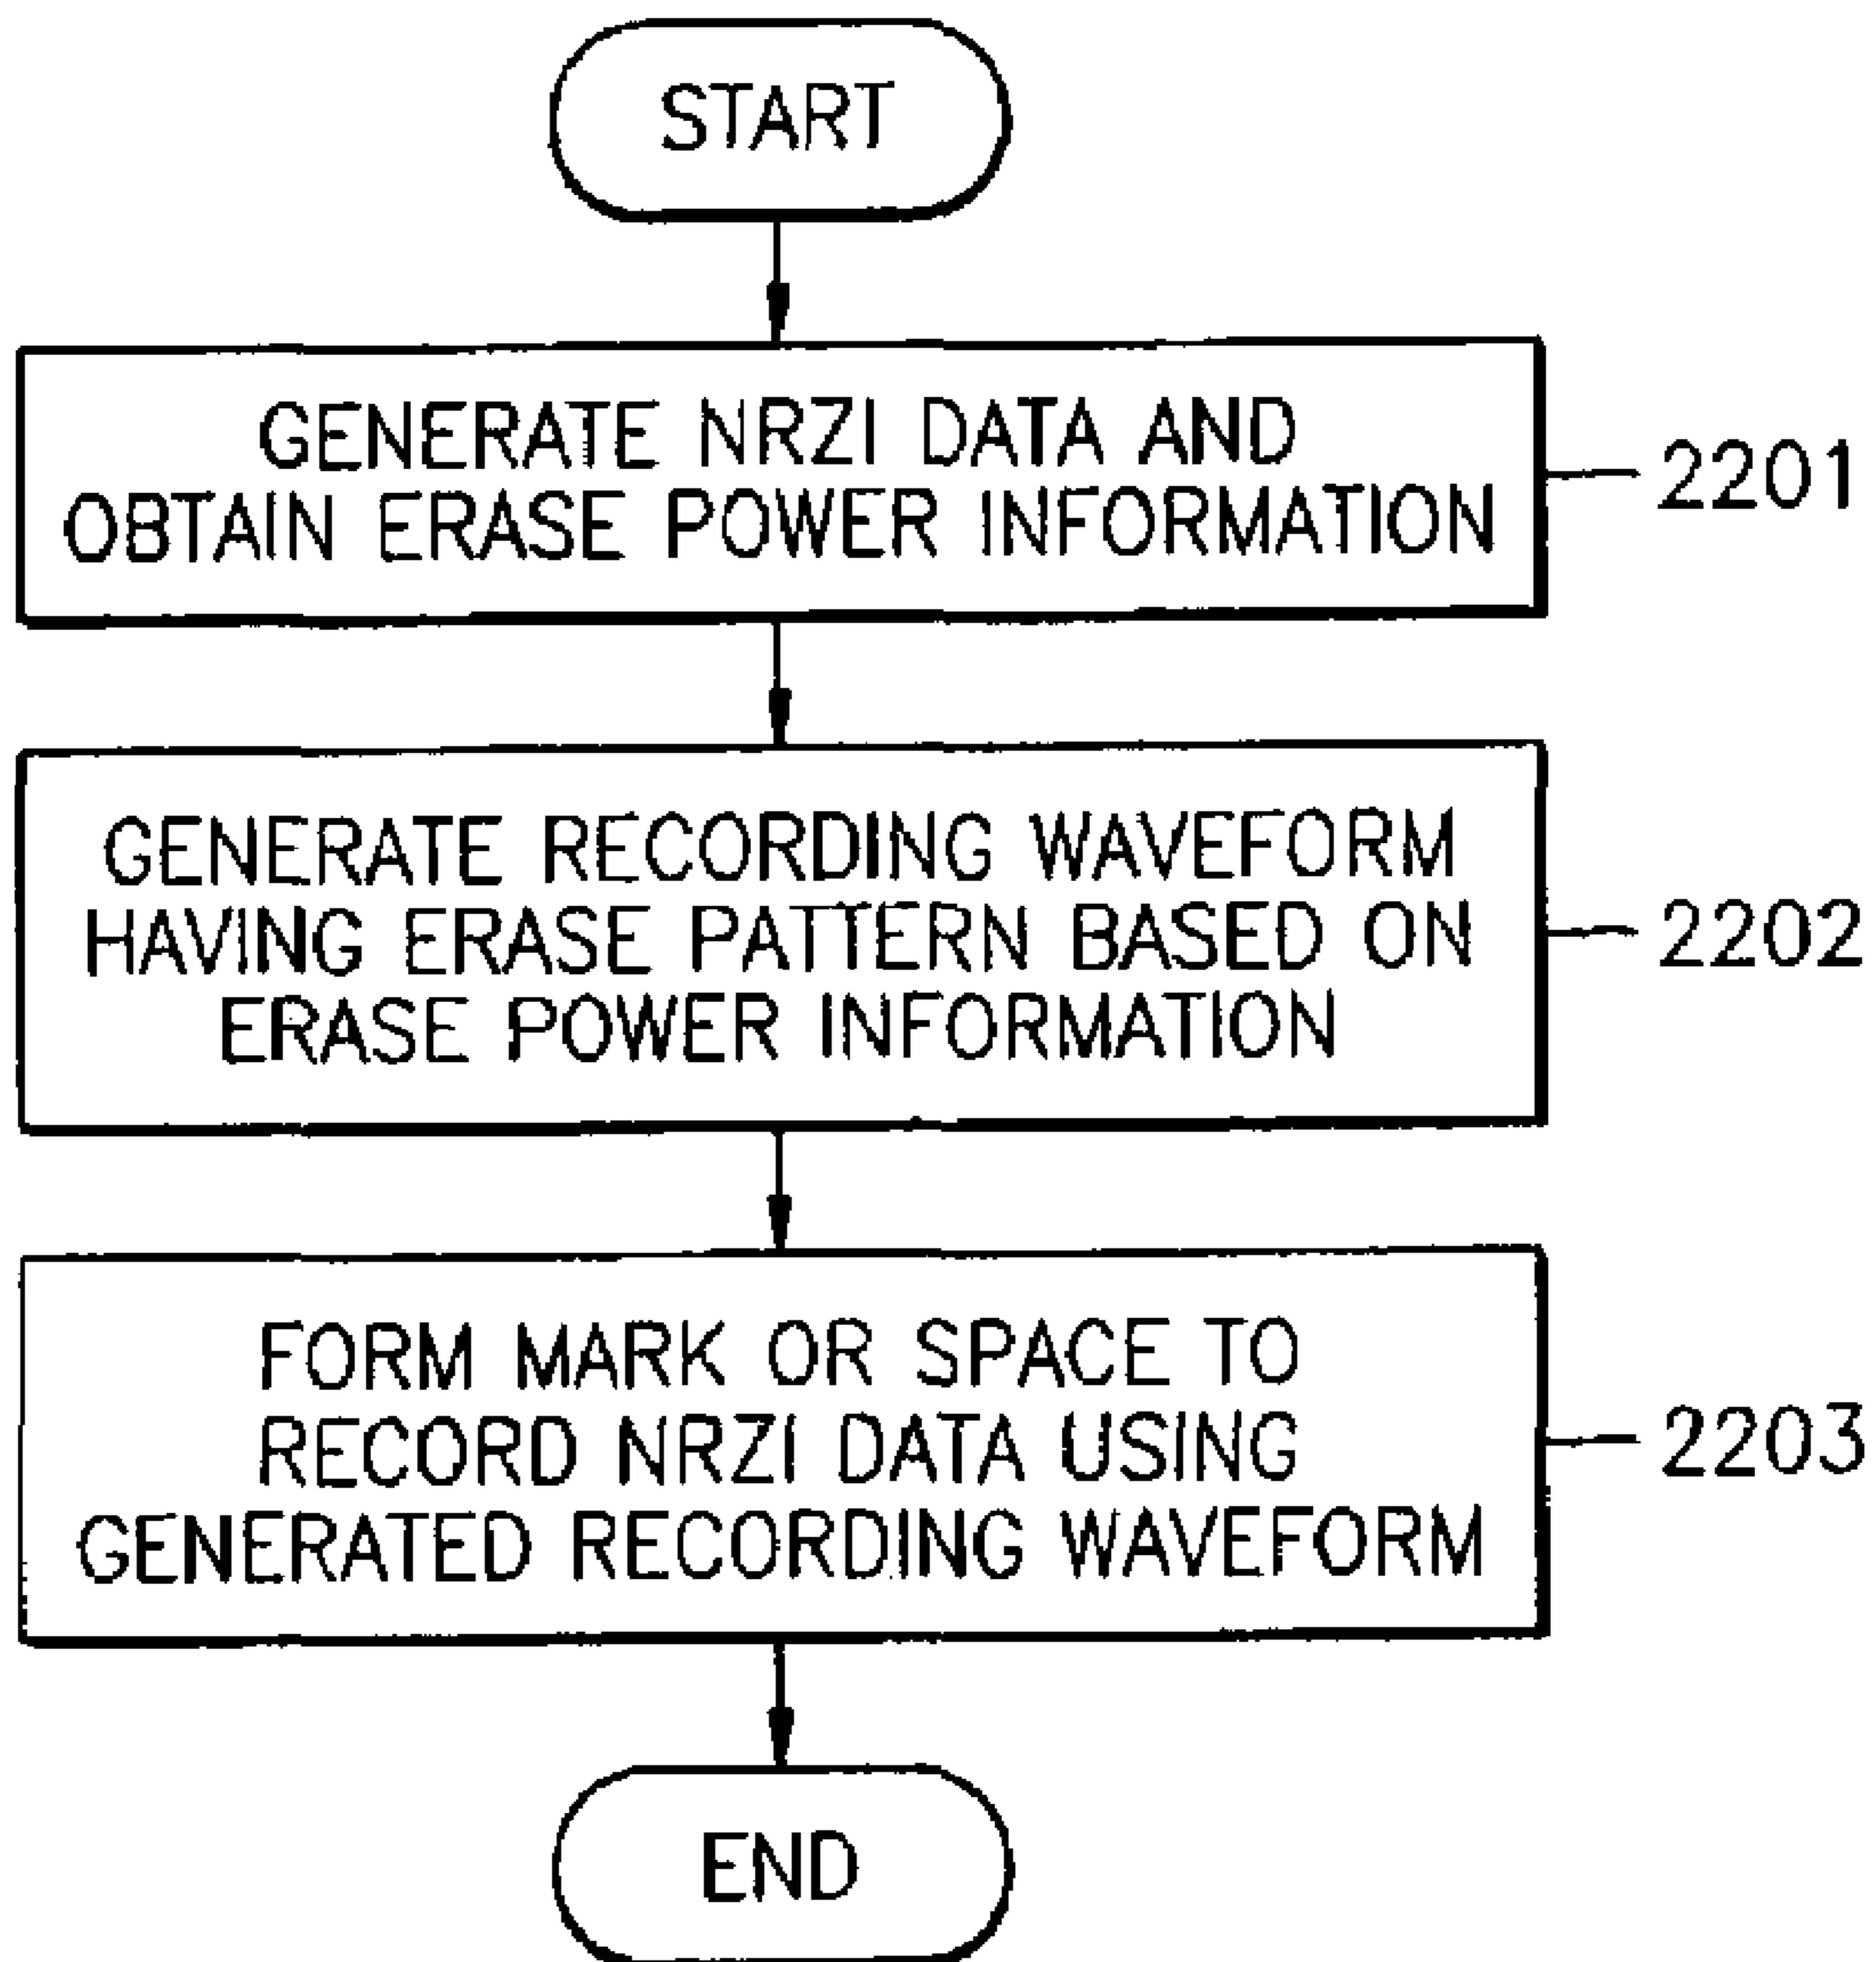 START
GENERATE NRZI DATA AND
OBTAIN ERASE POWER INFORMATION
2201
GENERATE RECORDING WAVEFORM
HAVING ERASE PATTERN BASED ON
ERASE POWER INFORMATION
2202
FORM MARK OR SPACE TO
RECORD NRZI DATA USING
GENERATED RECORDING WAVEFORM
2203
END